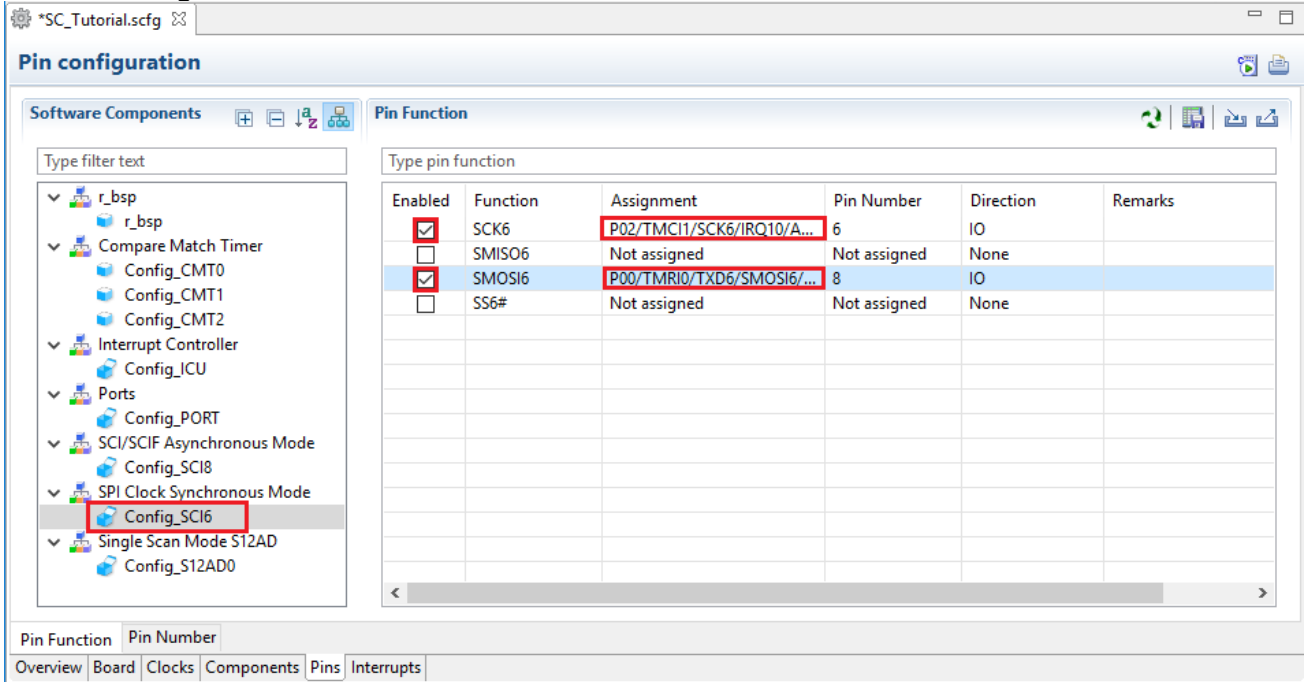 *SC_Tutorial.scfg
Pin configuration
Software Components
Pin Function
Type filter text
Type pin function
r_bsp
r_bsp
Compare Match Timer
Config_CMT0
Config_CMT1
Config_CMT2
Interrupt Controller
Config_ICU
Ports
Config_PORT
SCI/SCIF Asynchronous Mode
Config_SCI8
SPI Clock Synchronous Mode
Config_SCI6
Single Scan Mode S12AD
Config_S12AD0
Enabled Function Assignment Pin Number Direction Remarks
SCK6 P02/TMCI1/SCK6/IRQ10/A... 6 IO
SMISO6 Not assigned Not assigned None
SMOSI6 P00/TMRI0/TXD6/SMOSI6/... 8 IO
SS6# Not assigned Not assigned None
Pin Function Pin Number
Overview Board Clocks Components Pins Interrupts